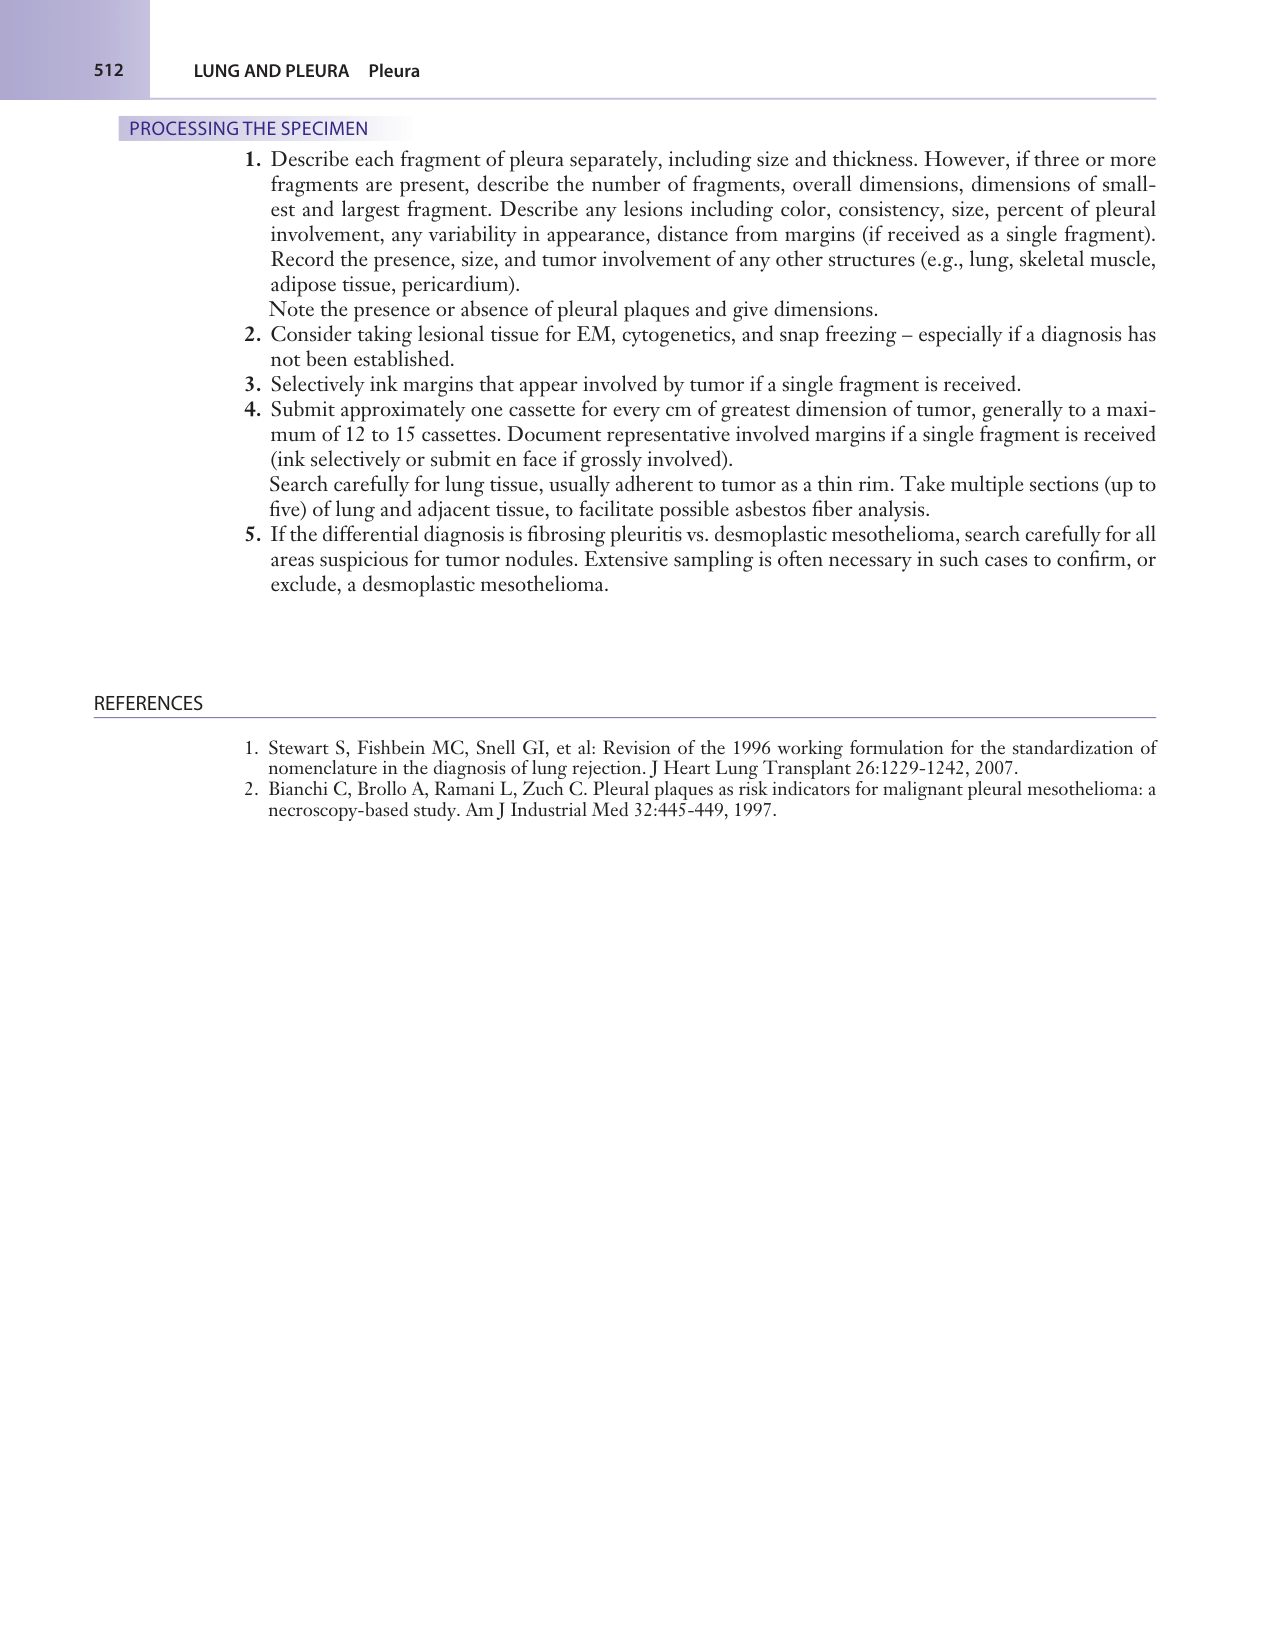 512
LUNG AND PLEURA Pleura
PROCESSING THE SPECIMEN
1. Describe each fragment of pleura separately, including size and thickness. However, if three or more
fragments are present, describe the number of fragments, overall dimensions, dimensions of small-
est and largest fragment. Describe any lesions including color, consistency, size, percent of pleural
involvement, any variability in appearance, distance from margins (if received as a single fragment).
Record the presence, size, and tumor involvement of any other structures (e.g., lung, skeletal muscle,
adipose tissue, pericardium).
Note the presence or absence of pleural plaques and give dimensions.
2. Consider taking lesional tissue for EM, cytogenetics, and snap freezing – especially if a diagnosis has
not been established.
3. Selectively ink margins that appear involved by tumor if a single fragment is received.
4. Submit approximately one cassette for every cm of greatest dimension of tumor, generally to a maxi-
mum of 12 to 15 cassettes. Document representative involved margins if a single fragment is received
(ink selectively or submit en face if grossly involved).
Search carefully for lung tissue, usually adherent to tumor as a thin rim. Take multiple sections (up to
five) of lung and adjacent tissue, to facilitate possible asbestos fiber analysis.
5. If the differential diagnosis is fibrosing pleuritis vs. desmoplastic mesothelioma, search carefully for all
areas suspicious for tumor nodules. Extensive sampling is often necessary in such cases to confirm, or
exclude, a desmoplastic mesothelioma.
REFERENCES
1. Stewart S, Fishbein MC, Snell GI, et al: Revision of the 1996 working formulation for the standardization of
nomenclature in the diagnosis of lung rejection. J Heart Lung Transplant 26:1229-1242, 2007.
2. Bianchi C, Brollo A, Ramani L, Zuch C. Pleural plaques as risk indicators for malignant pleural mesothelioma: a
necroscopy-based study. Am J Industrial Med 32:445-449, 1997.